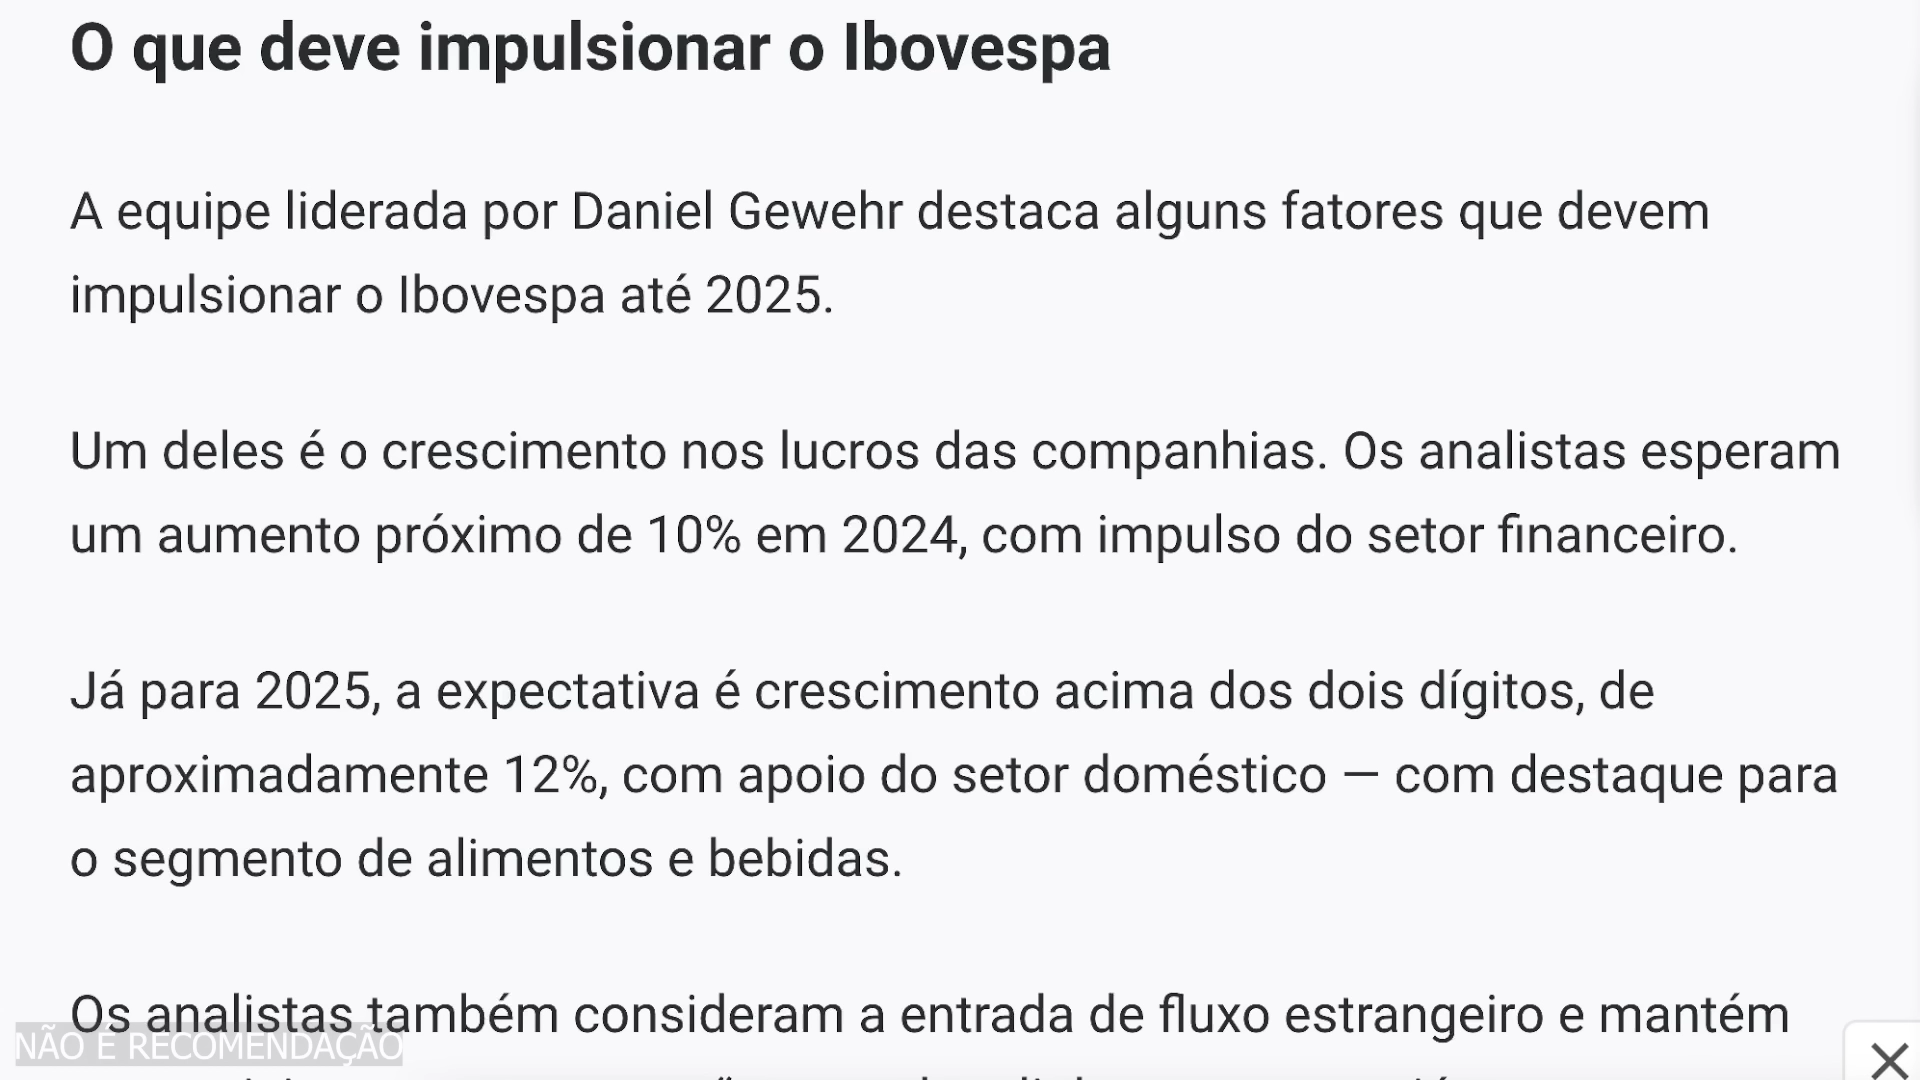 O que deve impulsionar o Ibovespa
A equipe liderada por Daniel Gewehr destaca alguns fatores que devem
impulsionar o Ibovespa até 2025.
Um deles é o crescimento nos lucros das companhias. Os analistas esperam
um aumento próximo de 10% em 2024, com impulso do setor financeiro.
Já para 2025, a expectativa é crescimento acima dos dois dígitos, de
aproximadamente 12%, com apoio do setor doméstico — com destaque para
o segmento de alimentos e bebidas.
Os analistas também consideram a entrada de fluxo estrangeiro e mantém
NÃO É RECOMENDAÇÃO